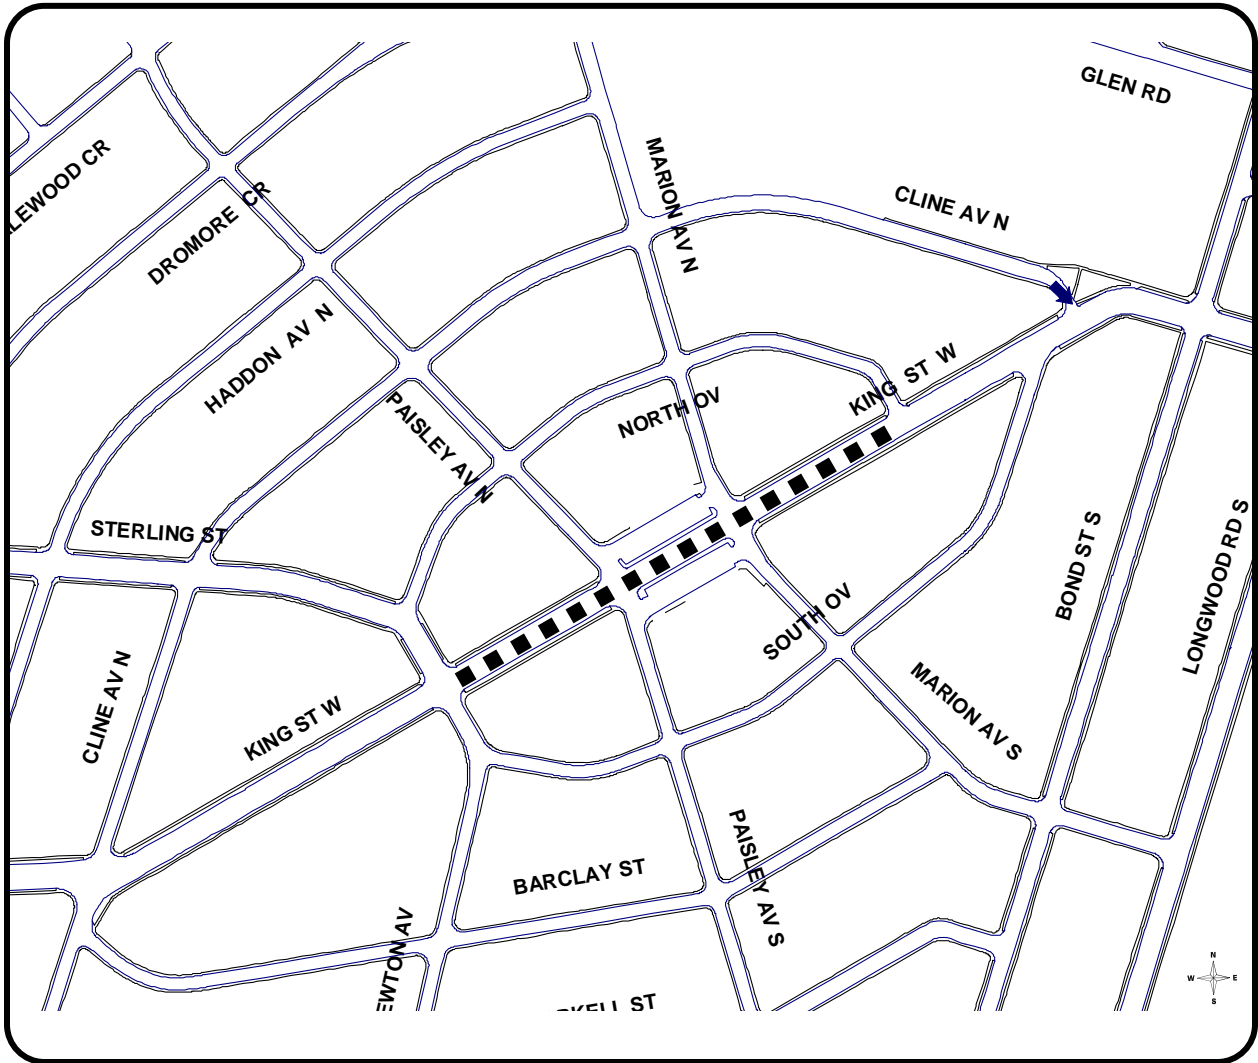 GLEN RD
MARION AV N
CLINE AV N
LEWOOD CR
DROMORE CR
HADDON AV N
KING ST W
NORTH OV
PAISLEY AV N
STERLING ST
BOND ST S
LONGWOOD RD S
SOUTH OV
CLINE AV N
KING ST W
MARION AV S
PAISLEY AV S
BARCLAY ST
EWTON AV
N
W E
S
KELL ST